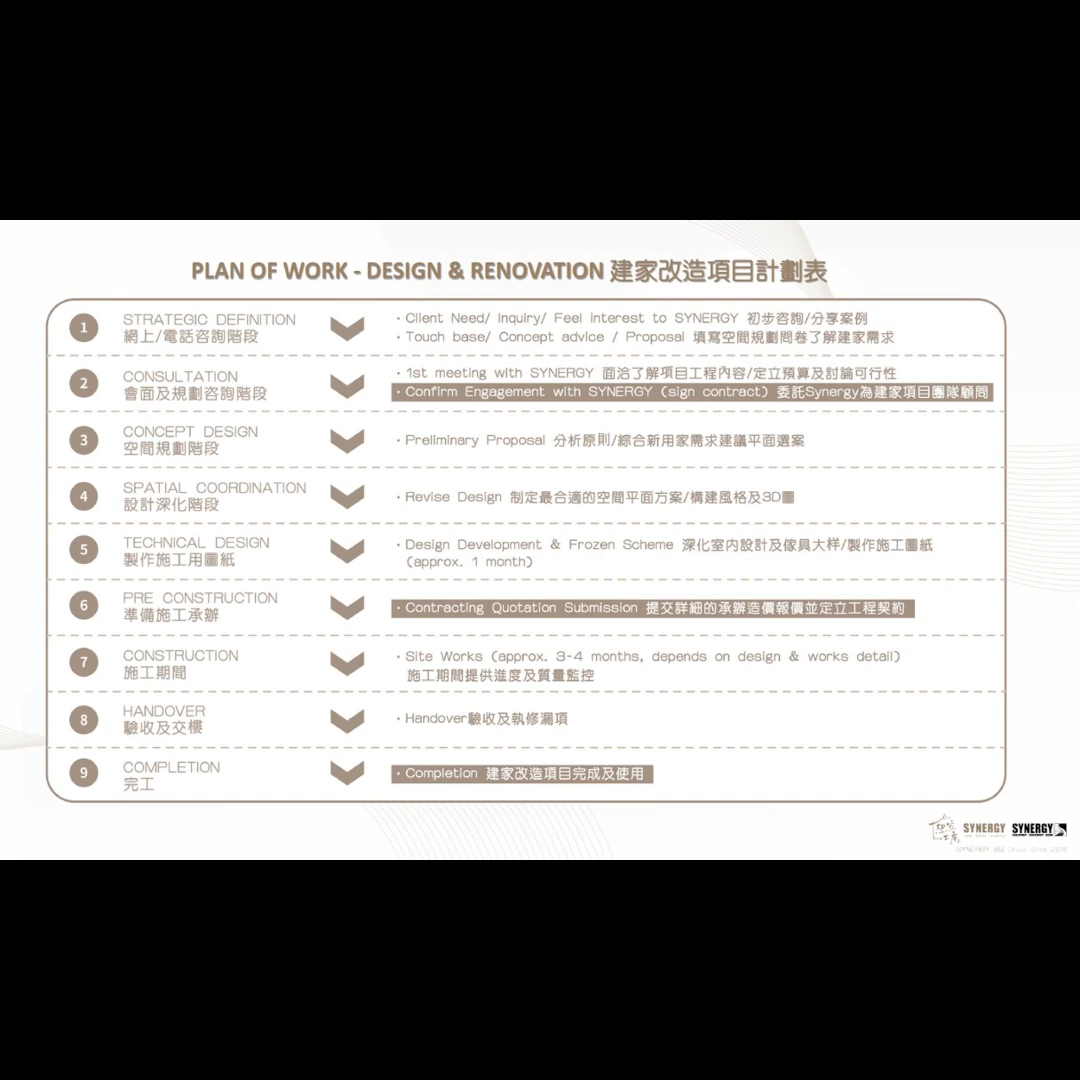 PLAN OF WORK - DESIGN & RENOVATION 建家改造項目計劃表
1
STRATEGIC DEFINITION
網上/電話咨詢階段
· Client Need/ Inquiry/ Feel interest to SYNERGY 初步咨詢/分享案例
· Touch base/ Concept advice / Proposal 填寫空間規劃問卷了解建家需求
2
CONSULTATION
會面及規劃咨詢階段
· 1st meeting with SYNERGY 面洽了解項目工程內容/定立預算及討論可行性
· Confirm Engagement with SYNERGY (sign contract) 委託Synergy為建家項目團隊顧問
3
CONCEPT DESIGN
空間規劃階段
· Preliminary Proposal 分析原則/綜合新用家需求建議平面選案
4
SPATIAL COORDINATION
設計深化階段
· Revise Design 制定最合適的空間平面方案/構建風格及3D圖
5
TECHNICAL DESIGN
製作施工用圖紙
· Design Development & Frozen Scheme 深化室內設計及傢具大样/製作施工圖紙
(approx. 1 month)
6
PRE CONSTRUCTION
準備施工承辦
· Contracting Quotation Submission 提交詳細的承辦造價報價並定立工程契約
7
CONSTRUCTION
施工期間
· Site Works (approx. 3-4 months, depends on design & works detail)
施工期間提供進度及質量監控
8
HANDOVER
驗收及交樓
· Handover驗收及執修漏項
9
COMPLETION
完工
· Completion 建家改造項目完成及使用
SYNERGY SYNERGY
SYNERGY BIZ Group Since 2015